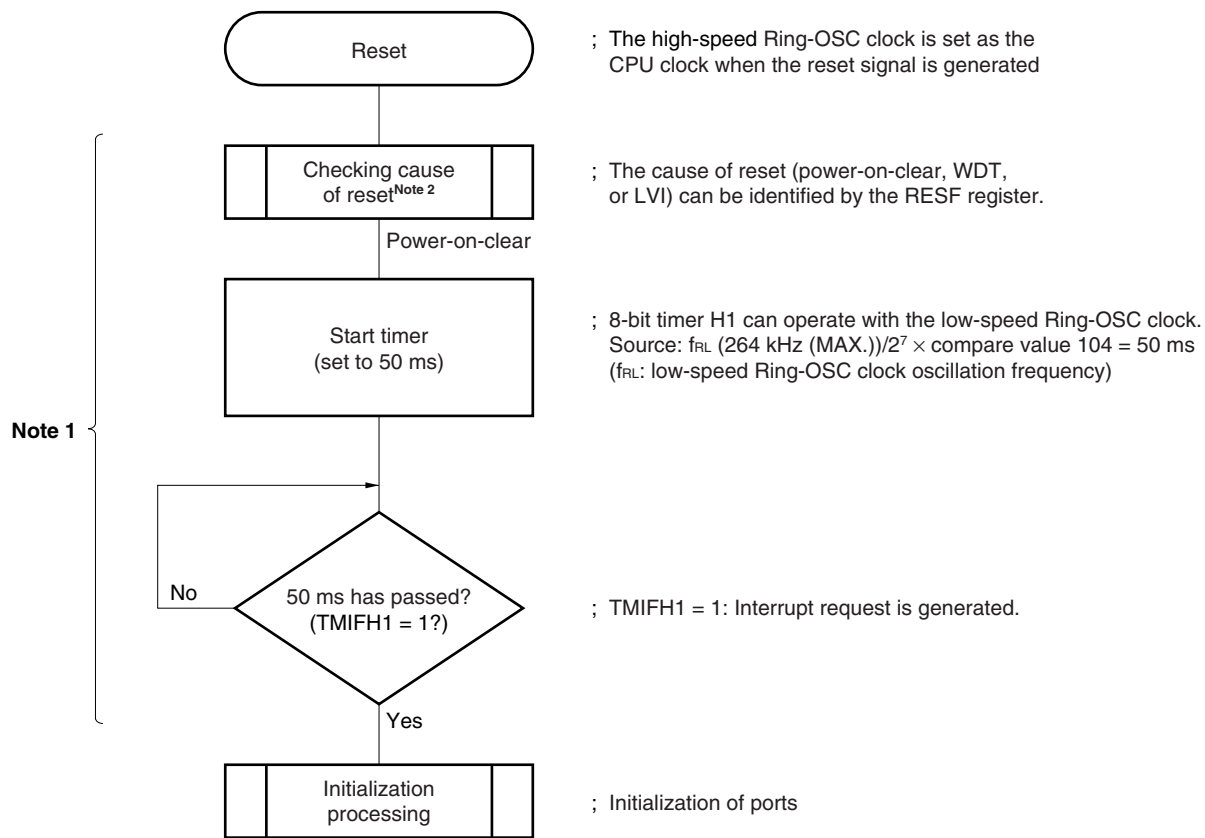 Reset
; The high-speed Ring-OSC clock is set as the
CPU clock when the reset signal is generated
Checking cause
of reset Note 2
; The cause of reset (power-on-clear, WDT,
or LVI) can be identified by the RESF register.
Power-on-clear
Start timer
(set to 50 ms)
; 8-bit timer H1 can operate with the low-speed Ring-OSC clock.
Source: fRL (264 kHz (MAX.))/2⁷ × compare value 104 = 50 ms
(fRL: low-speed Ring-OSC clock oscillation frequency)
Note 1
No
50 ms has passed?
(TMIFH1 = 1?)
; TMIFH1 = 1: Interrupt request is generated.
Yes
Initialization
processing
; Initialization of ports